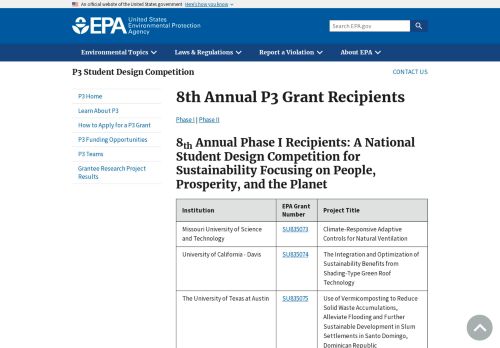 An official website of the United States government Here's how you know
EPA United States
Environmental Protection
Agency
Search EPA.gov
Environmental Topics Laws & Regulations Report a Violation About EPA
P3 Student Design Competition
CONTACT US
P3 Home
Learn About P3
How to Apply for a P3 Grant
P3 Funding Opportunities
P3 Teams
Grantee Research Project
Results
8th Annual P3 Grant Recipients
Phase I | Phase II
8th Annual Phase I Recipients: A National
Student Design Competition for
Sustainability Focusing on People,
Prosperity, and the Planet
Institution EPA Grant Number Project Title
Missouri University of Science and Technology SU835073 Climate-Responsive Adaptive Controls for Natural Ventilation
University of California - Davis SU835074 The Integration and Optimization of
Sustainability Benefits from
Shading-Type Green Roof
Technology
The University of Texas at Austin SU835075 Use of Vermicompositing to Reduce
Solid Waste Accumulations,
Alleviate Flooding and Further
Sustainable Development in Slum
Settlements in Santo Domingo,
Dominican Republic